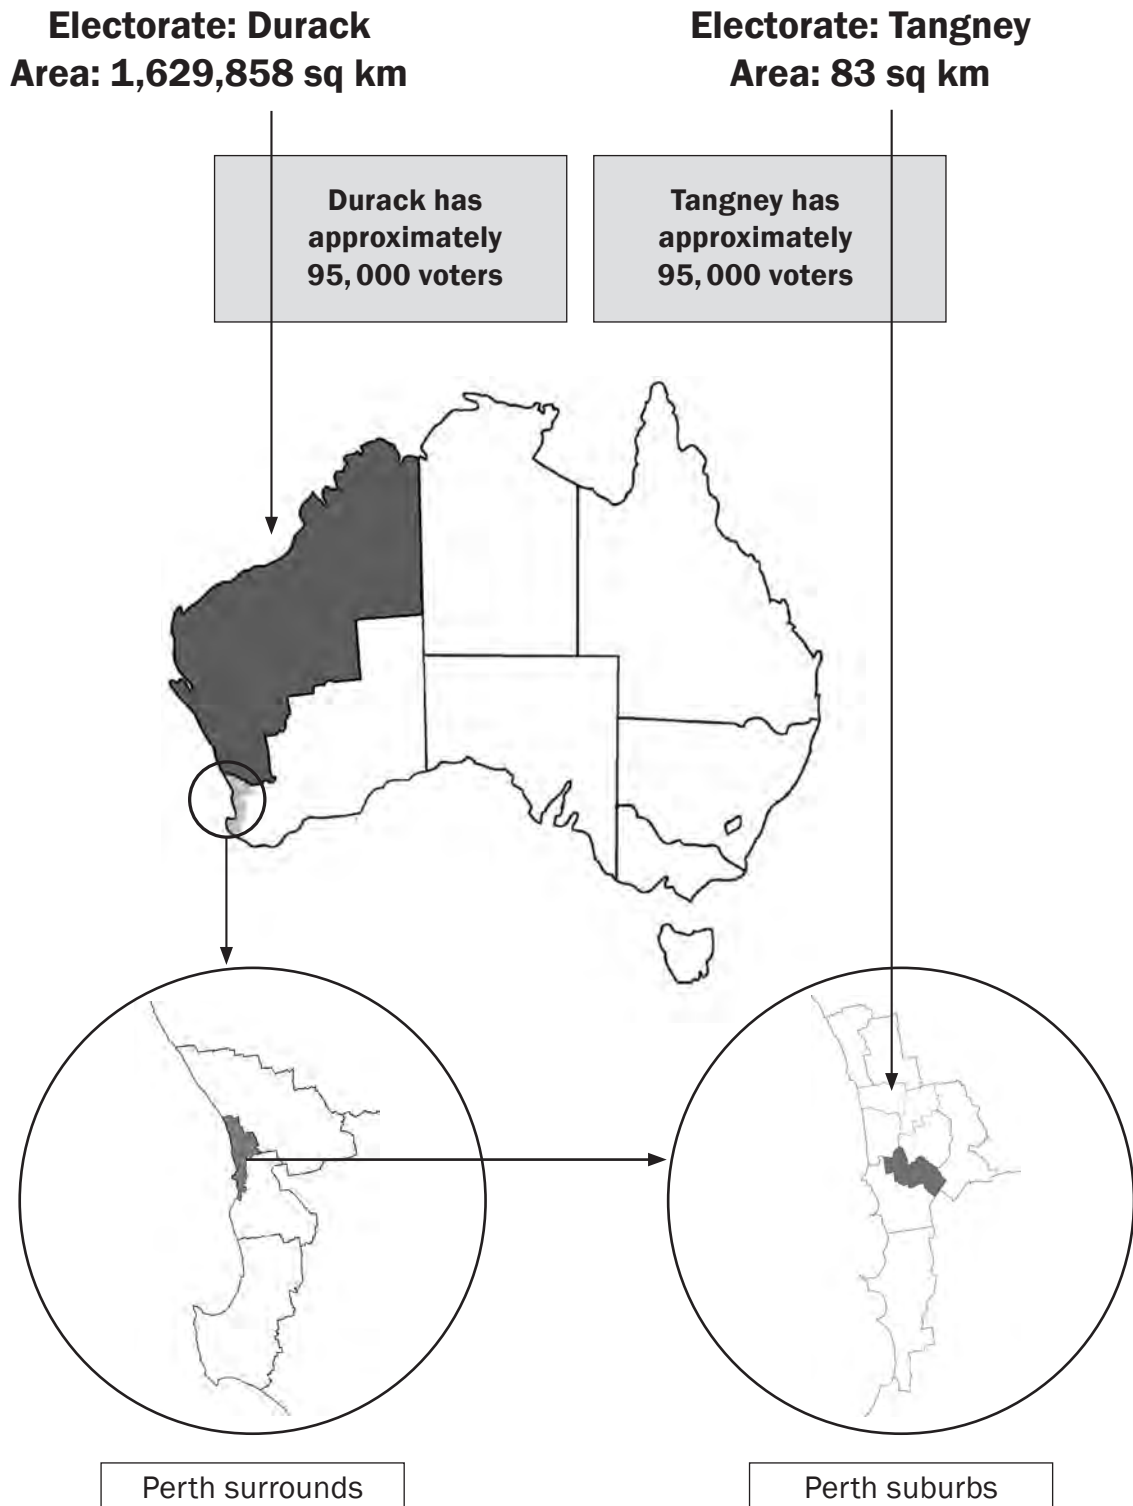 Electorate: Durack
Area: 1,629,858 sq km
Electorate: Tangney
Area: 83 sq km
Durack has
approximately
95,000 voters
Tangney has
approximately
95,000 voters
Perth surrounds
Perth suburbs